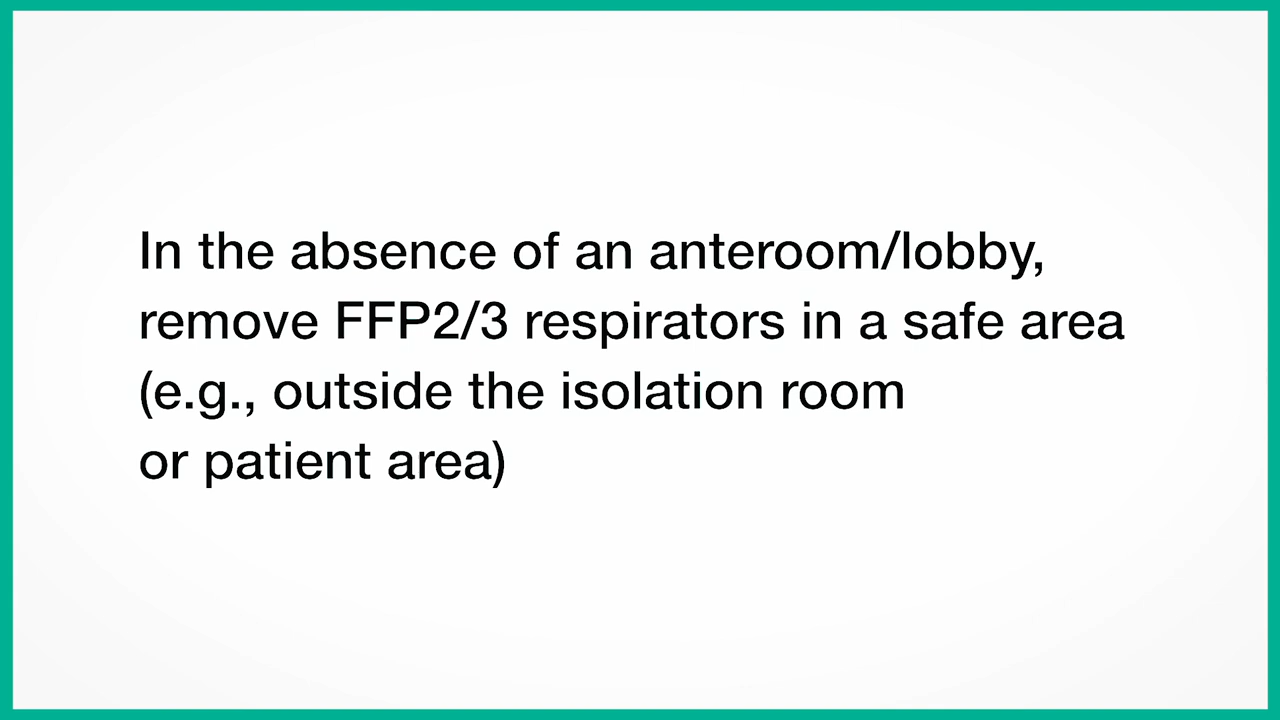 In the absence of an anteroom/lobby,
remove FFP2/3 respirators in a safe area
(e.g., outside the isolation room
or patient area)